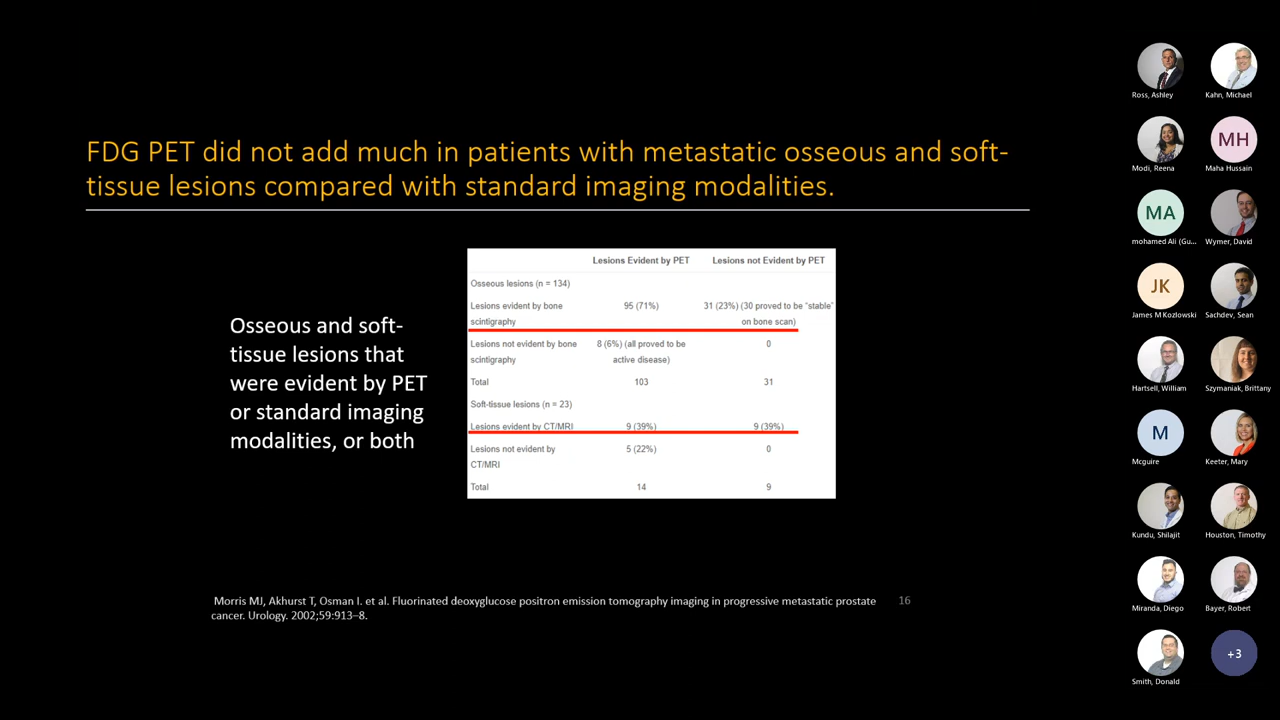 FDG PET did not add much in patients with metastatic osseous and soft-
tissue lesions compared with standard imaging modalities.
Osseous and soft-
tissue lesions that
were evident by PET
or standard imaging
modalities, or both
Lesions Evident by PET Lesions not Evident by PET
Osseous lesions (n = 134)
Lesions evident by bone 95 (71%) 31 (23%) (30 proved to be "stable"
scintigraphy on bone scan)
Lesions not evident by bone 8 (6%) (all proved to be 0
scintigraphy active disease)
Total 103 31
Soft-tissue lesions (n = 23)
Lesions evident by CT/MRI 9 (39%) 9 (39%)
Lesions not evident by 5 (22%) 0
CT/MRI
Total 14 9
Morris MJ, Akhurst T, Osman I. et al. Fluorinated deoxyglucose positron emission tomography imaging in progressive metastatic prostate
cancer. Urology. 2002;59:913–8.
16
Ross, Ashley Kahn, Michael
MH
Modi, Reena Maha Hussain
MA
mohamed Ali (Gu... Wymer, David
JK
James M Kozlowski Sachdev, Sean
Hartsell, William Szymaniak, Brittany
M
Mcguire Keeter, Mary
Kundu, Shilajit Houston, Timothy
Miranda, Diego Bayer, Robert
+3
Smith, Donald